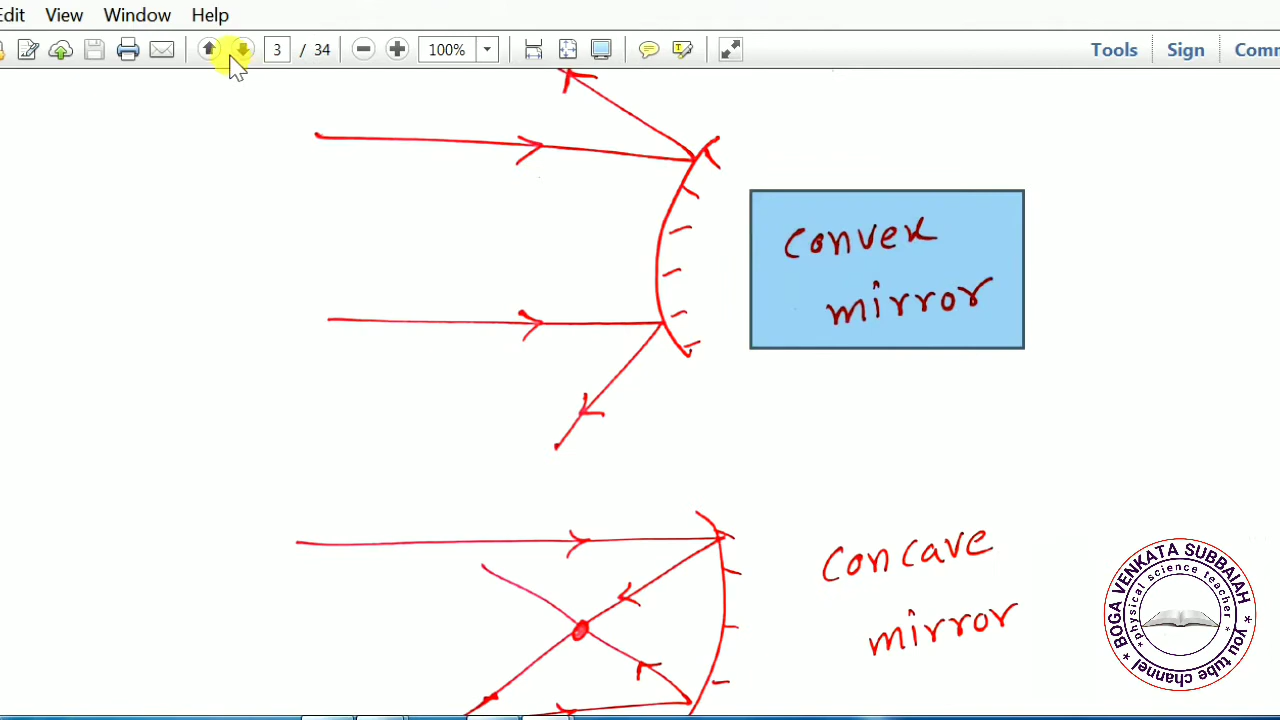 Edit View Window Help
3 / 34 100% Tools Sign Comm
Convex
mirror
Concave
mirror
* BOGA VENKATA SUBBAIAH * you tube channel
physical science teacher